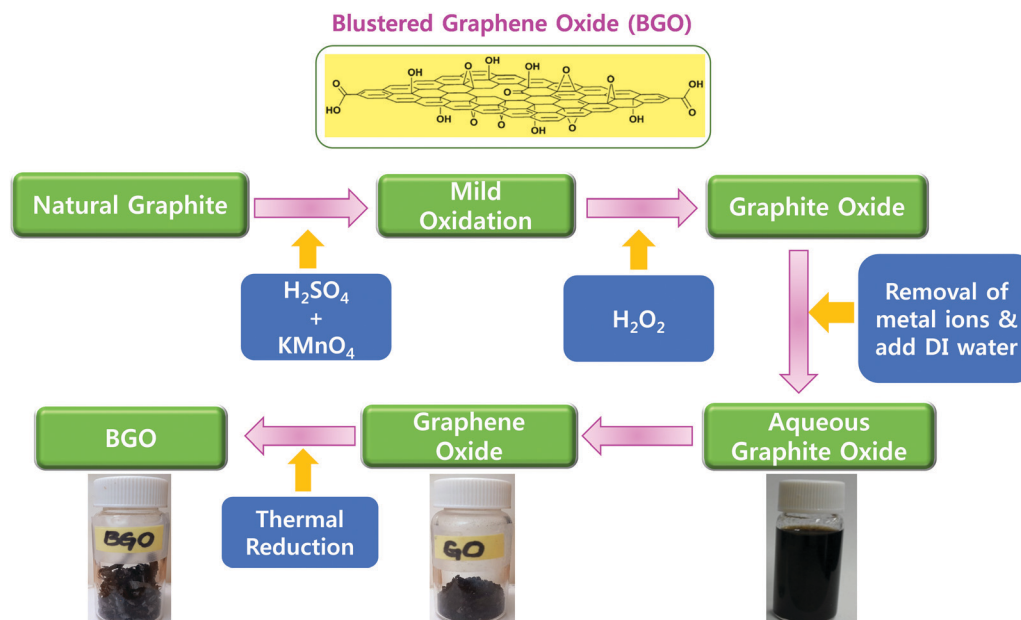 Blustered Graphene Oxide (BGO)
OH
O
OH
OH
O
O
OH
O
O
HO
O
O
OH
O
O
OH
O
OH
Natural Graphite
Mild
Oxidation
Graphite Oxide
H₂SO₄
+
KMnO₄
H₂O₂
Removal of
metal ions &
add DI water
BGO
Graphene
Oxide
Aqueous
Graphite Oxide
Thermal
Reduction
BGO
GO